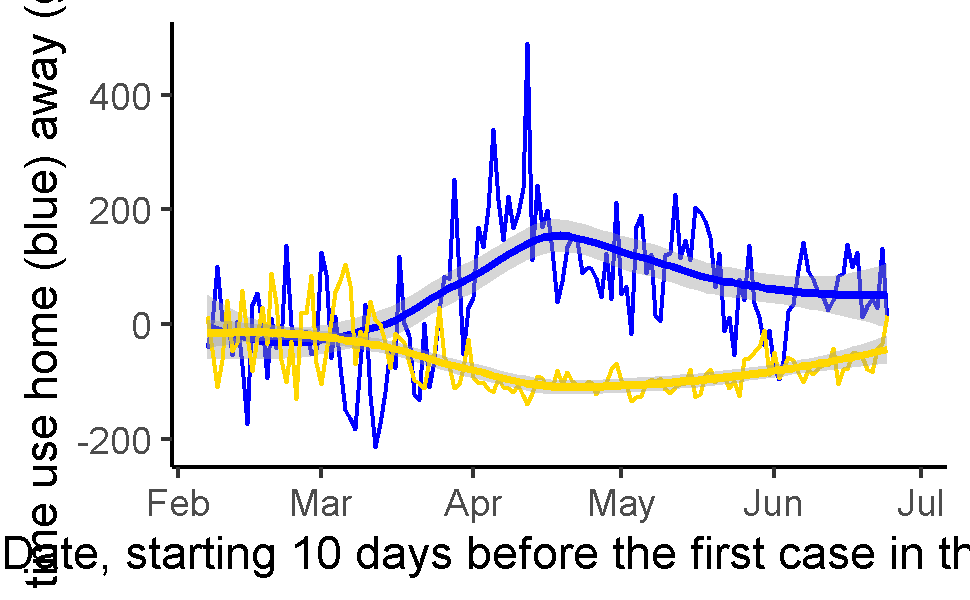 time use home (blue) away (
400
200
0
-200
Feb Mar Apr May Jun Jul
Date, starting 10 days before the first case in th